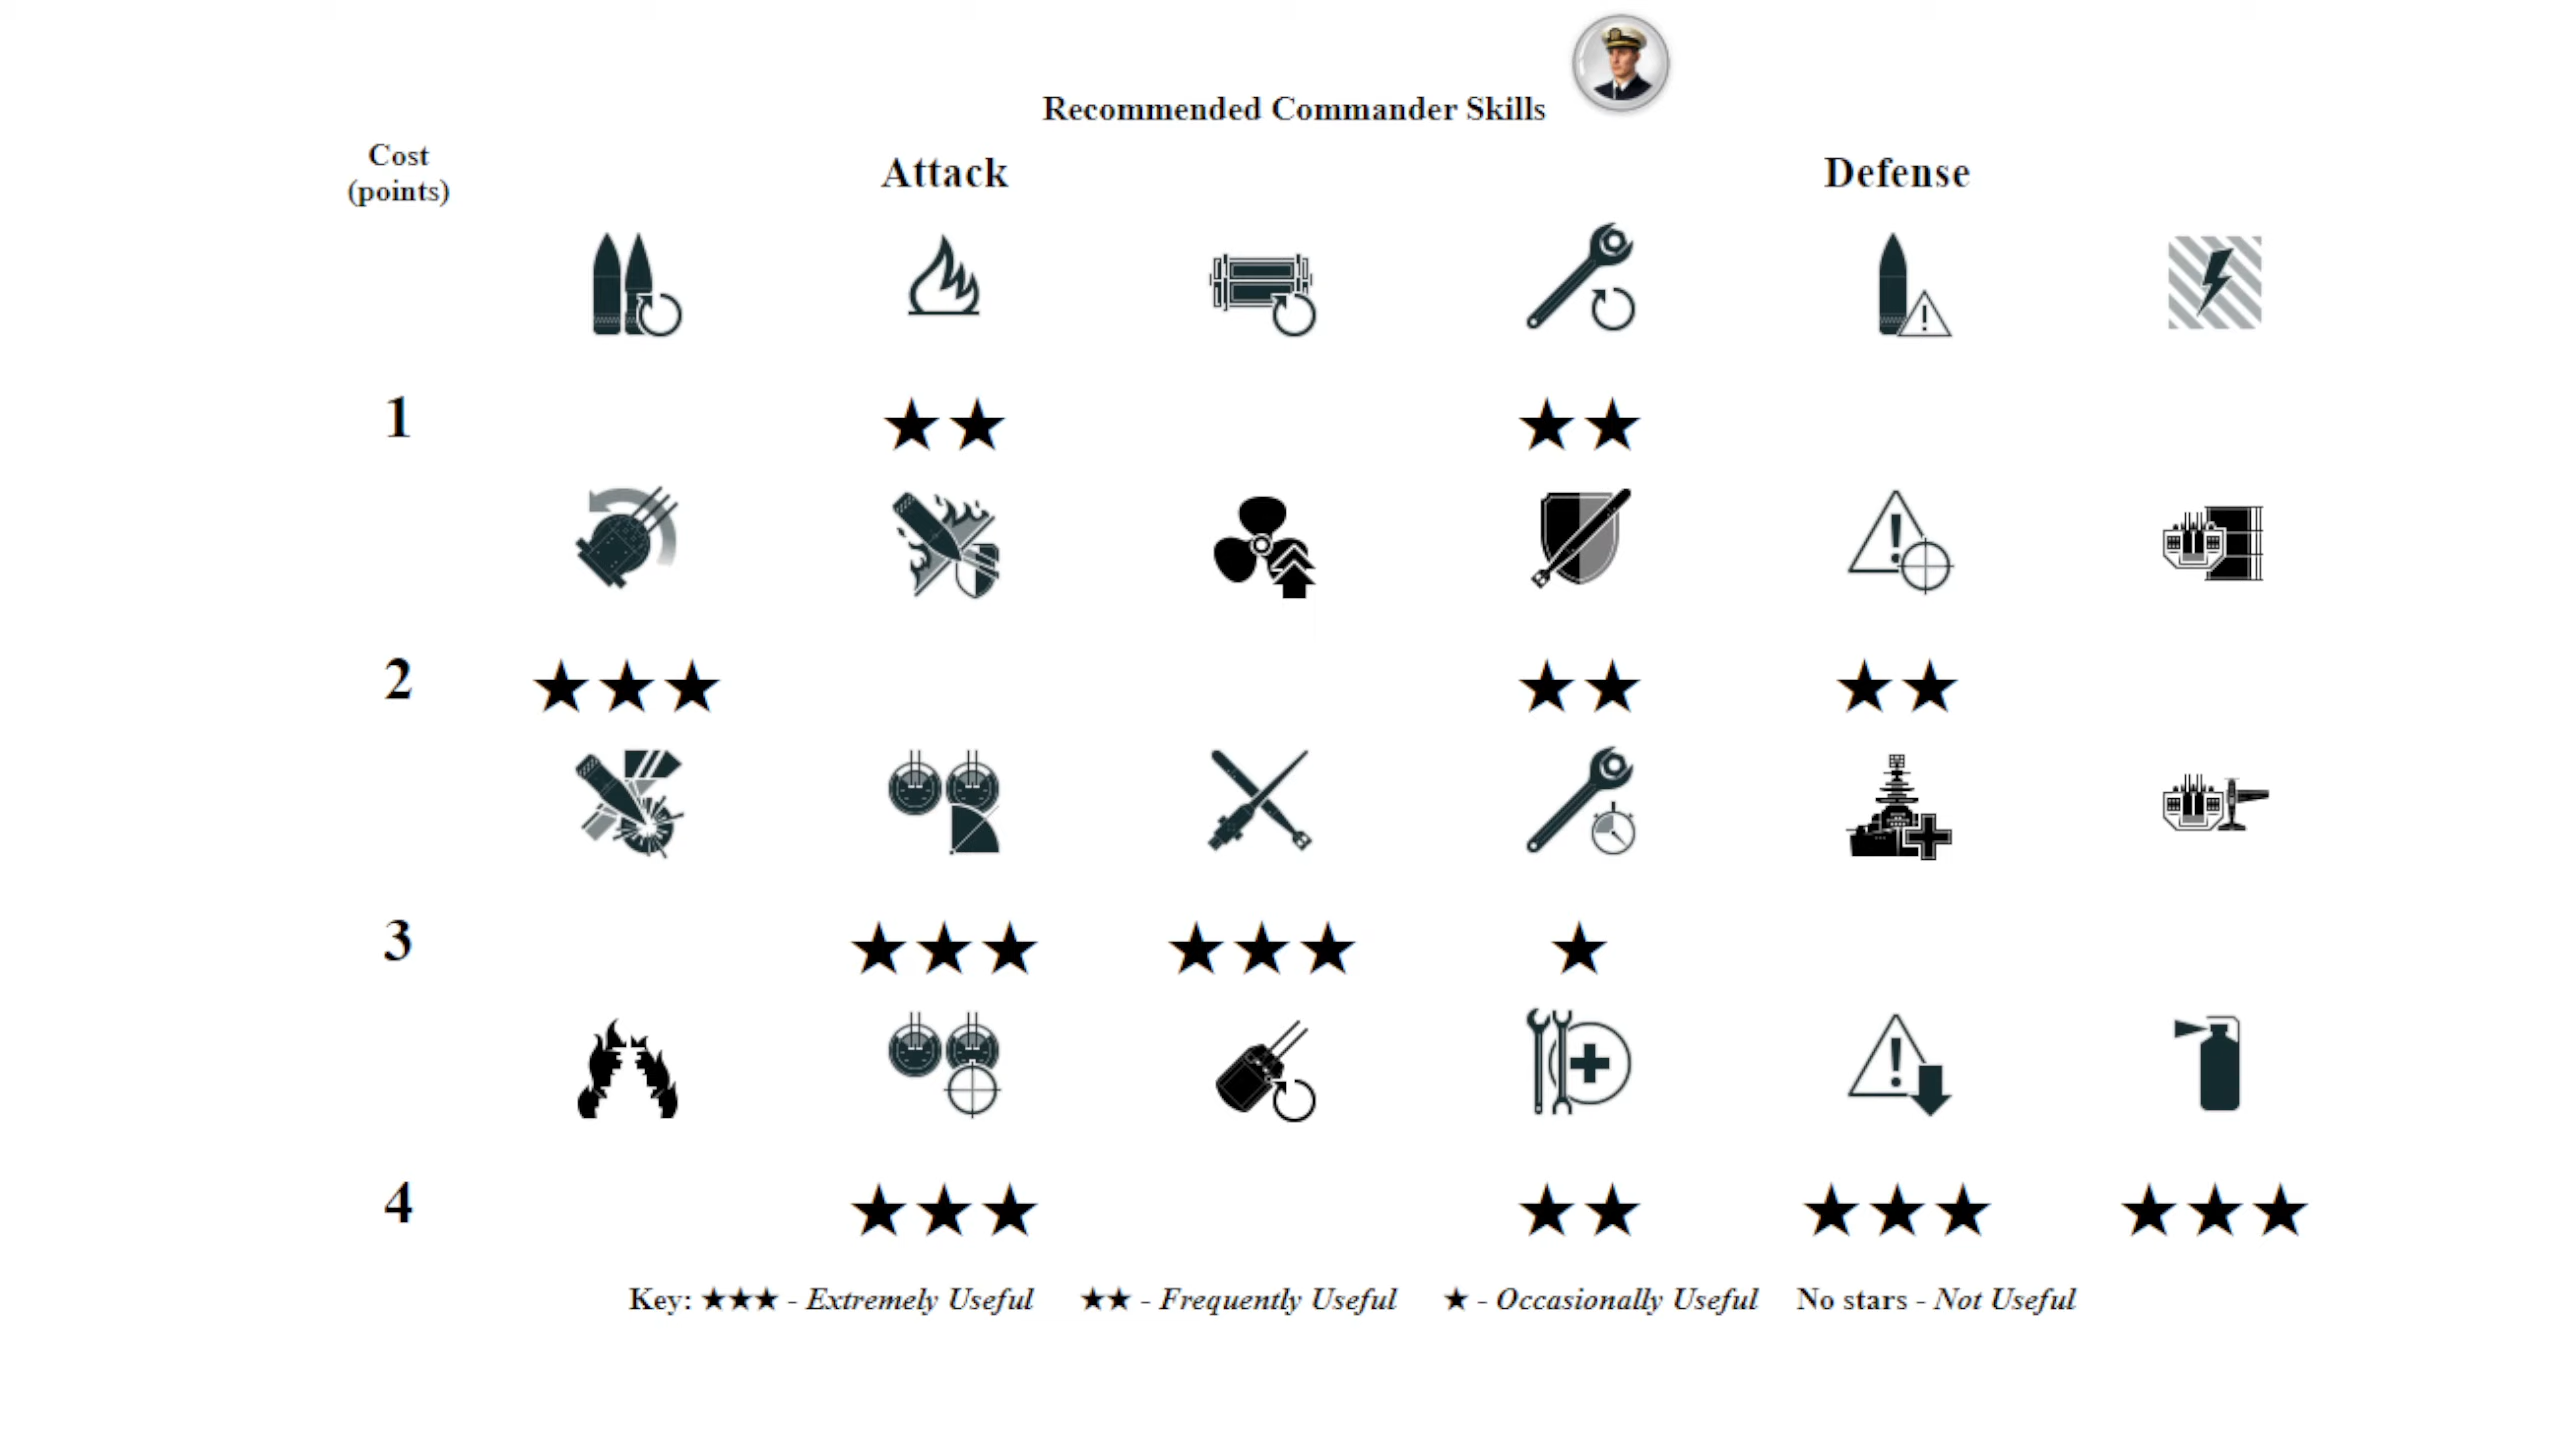 Recommended Commander Skills
Cost
(points)
Attack
Defense
1
★★ ★★
2
★★★ ★★ ★★
3
★★★ ★★★ ★
4
★★★ ★★ ★★★ ★★★
Key: ★★★ - Extremely Useful ★★ - Frequently Useful ★ - Occasionally Useful No stars - Not Useful